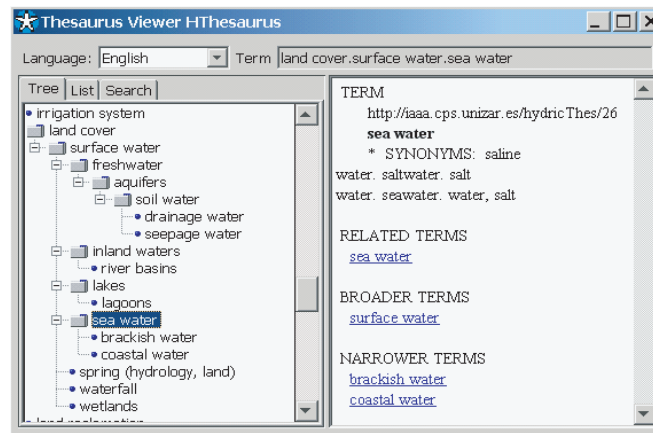 Thesaurus Viewer HThesaurus
Language: English Term land cover.surface water.sea water
Tree List Search
irrigation system
land cover
surface water
freshwater
aquifers
soil water
drainage water
seepage water
inland waters
river basins
lakes
lagoons
sea water
brackish water
coastal water
spring (hydrology, land)
waterfall
wetlands
TERM
http://iaaa.cps.unizar.es/hydricThes/26
sea water
* SYNONYMS: saline
water. saltwater. salt
water. seawater. water, salt
RELATED TERMS
sea water
BROADER TERMS
surface water
NARROWER TERMS
brackish water
coastal water